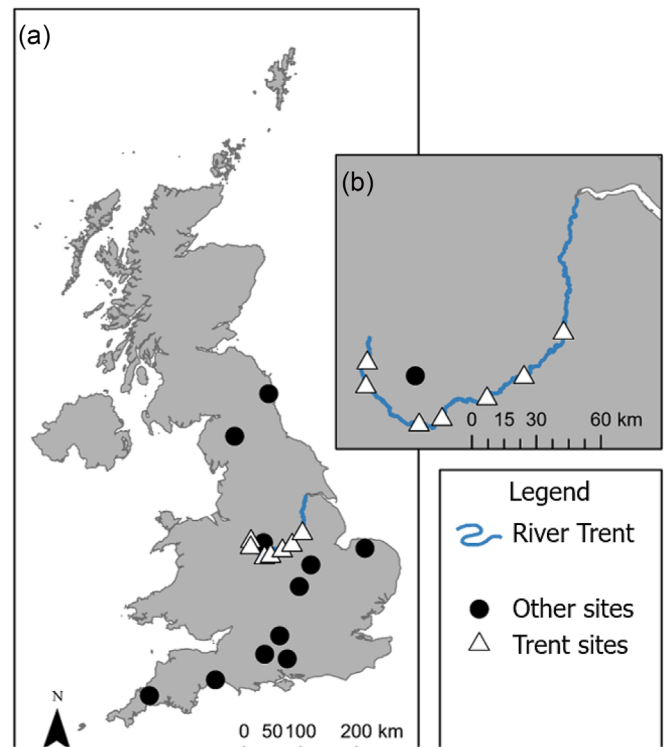 (a)
(b)
0 15 30 60 km
Legend
River Trent
Other sites
Trent sites
N
0 50 100 200 km